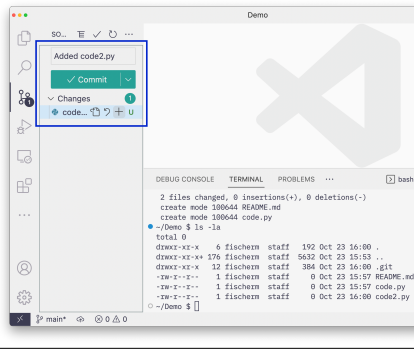 Demo
SO... ...
Added code2.py
Commit
Changes 1
code... U
DEBUG CONSOLE TERMINAL PROBLEMS ... bash
2 files changed, 0 insertions(+), 0 deletions(-)
create mode 100644 README.md
create mode 100644 code.py
~/Demo $ ls -la
total 0
drwxr-xr-x 6 fischerm staff 192 Oct 23 16:00 .
drwxr-xr-x+ 176 fischerm staff 5632 Oct 23 15:53 ..
drwxr-xr-x 12 fischerm staff 384 Oct 23 16:00 .git
-rw-r--r-- 1 fischerm staff 0 Oct 23 15:57 README.md
-rw-r--r-- 1 fischerm staff 0 Oct 23 15:57 code.py
-rw-r--r-- 1 fischerm staff 0 Oct 23 16:00 code2.py
~/Demo $
main* 0 0